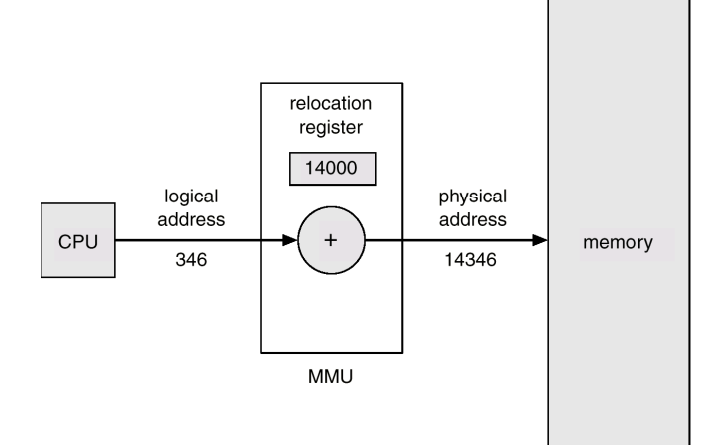 relocation
register
14000
logical
address
physical
address
CPU
+
memory
346
14346
MMU